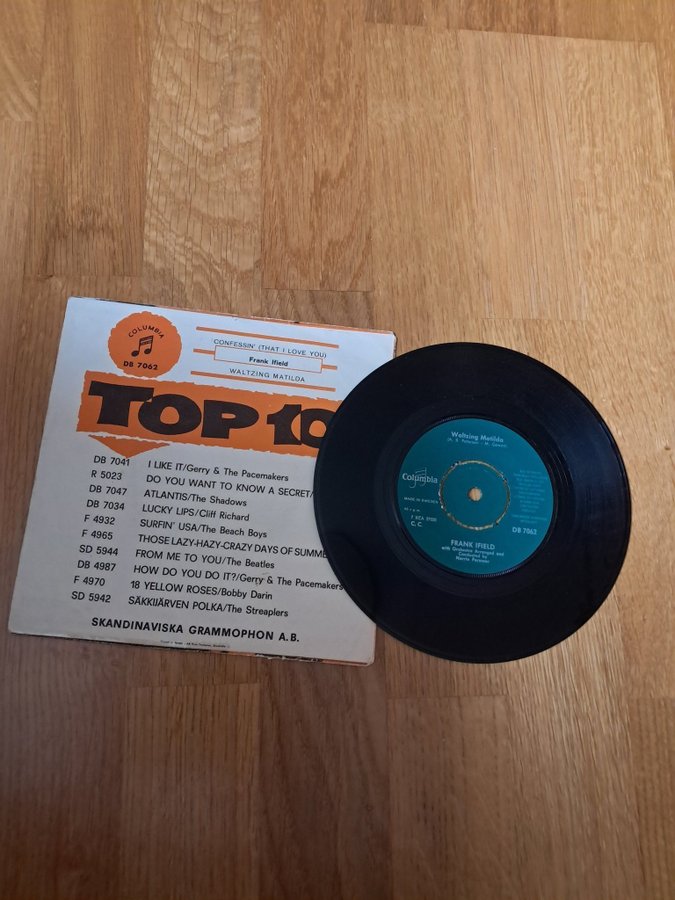 COLUMBIA
DB 7062
CONFESSIN' (THAT I LOVE YOU)
Frank Ifield
WALTZING MATILDA
TOP 10
DB 7041 I LIKE IT/Gerry & The Pacemakers
R 5023 DO YOU WANT TO KNOW A SECRET/
DB 7047 ATLANTIS/The Shadows
DB 7034 LUCKY LIPS/Cliff Richard
F 4932 SURFIN' USA/The Beach Boys
F 4965 THOSE LAZY-HAZY-CRAZY DAYS OF SUMME
SD 5944 FROM ME TO YOU/The Beatles
DB 4987 HOW DO YOU DO IT?/Gerry & The Pacemakers
F 4970 18 YELLOW ROSES/Bobby Darin
SD 5942 SÄKKIJÄRVEN POLKA/The Streaplers
SKANDINAVISKA GRAMMOPHON A.B.
Waltzing Matilda
Columbia
MADE IN SWEDEN
45 r.p.m.
C. C.
DB 7062
FRANK IFIELD
with Orchestra Arranged and
Conducted by
Norrie Paramor